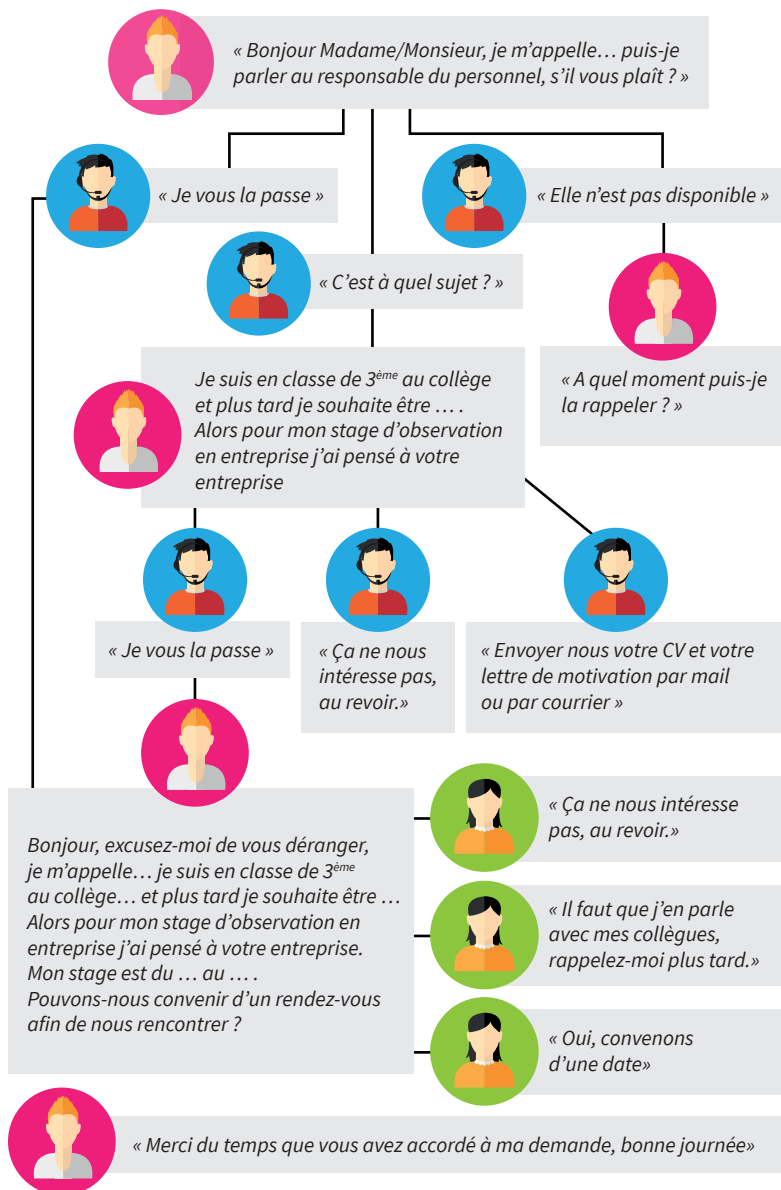 « Bonjour Madame/Monsieur, je m’appelle… puis-je
parler au responsable du personnel, s’il vous plaît ? »
« Je vous la passe »
« Elle n’est pas disponible »
« C’est à quel sujet ? »
« A quel moment puis-je
la rappeler ? »
Je suis en classe de 3ème au collège
et plus tard je souhaite être … .
Alors pour mon stage d’observation
en entreprise j’ai pensé à votre
entreprise
« Je vous la passe »
« Ça ne nous
intéresse pas,
au revoir.»
« Envoyer nous votre CV et votre
lettre de motivation par mail
ou par courrier »
Bonjour, excusez-moi de vous déranger,
je m’appelle… je suis en classe de 3ème
au collège… et plus tard je souhaite être …
Alors pour mon stage d’observation en
entreprise j’ai pensé à votre entreprise.
Mon stage est du … au … .
Pouvons-nous convenir d’un rendez-vous
afin de nous rencontrer ?
« Ça ne nous intéresse
pas, au revoir.»
« Il faut que j’en parle
avec mes collègues,
rappelez-moi plus tard.»
« Oui, convenons
d’une date»
« Merci du temps que vous avez accordé à ma demande, bonne journée»